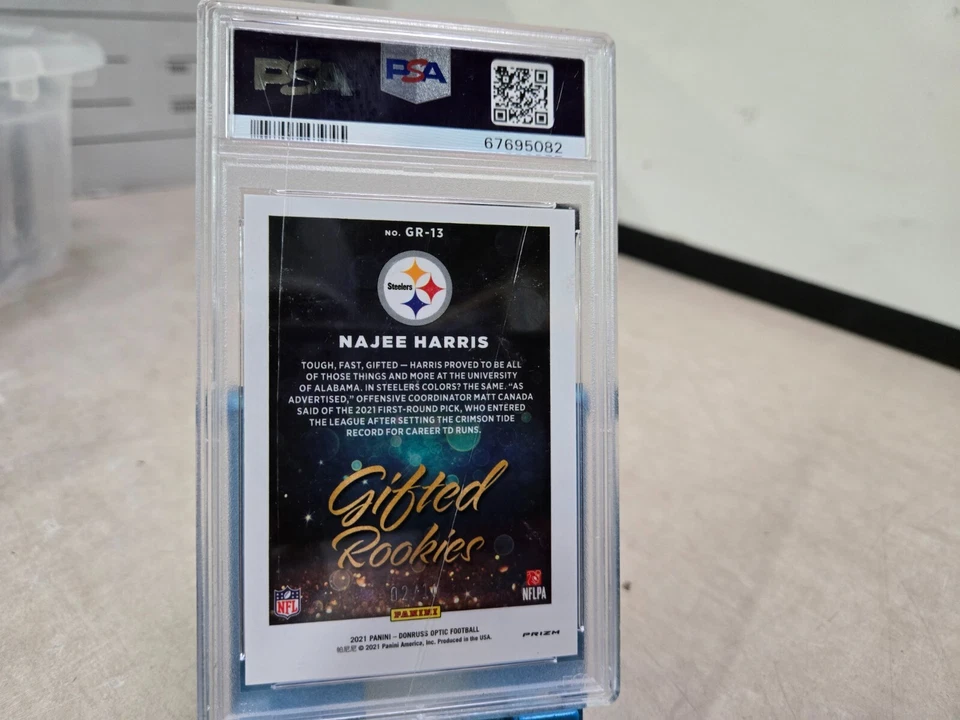 PSA
PSA
67695082
NO. GR-13
Steelers
NAJEE HARRIS
TOUGH, FAST, GIFTED — HARRIS PROVED TO BE ALL
OF THOSE THINGS AND MORE AT THE UNIVERSITY
OF ALABAMA. IN STEELERS COLORS? THE SAME. “AS
ADVERTISED,” OFFENSIVE COORDINATOR MATT CANADA
SAID OF THE 2021 FIRST-ROUND PICK, WHO ENTERED
THE LEAGUE AFTER SETTING THE CRIMSON TIDE
RECORD FOR CAREER TD RUNS.
Gifted
Rookies
NFL
NFLPA
PANINI
2021 PANINI – DONRUSS OPTIC FOOTBALL
帕尼尼 © 2021 Panini America, Inc. Produced in the USA.
PRIZM